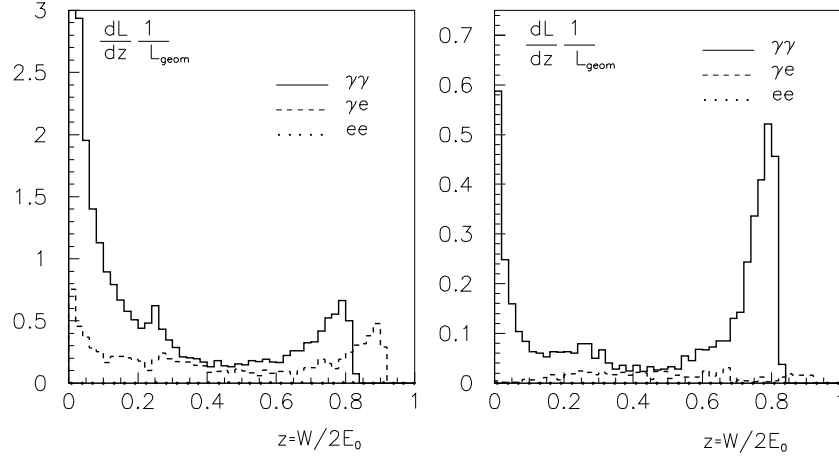 3
2.5
2
1.5
1
0.5
0
dL 1
dz L_geom
γγ
γe
ee
0 0.2 0.4 0.6 0.8 1
z=W/2E₀
0.7
0.6
0.5
0.4
0.3
0.2
0.1
0
dL 1
dz L_geom
γγ
γe
ee
0 0.2 0.4 0.6 0.8 1
z=W/2E₀